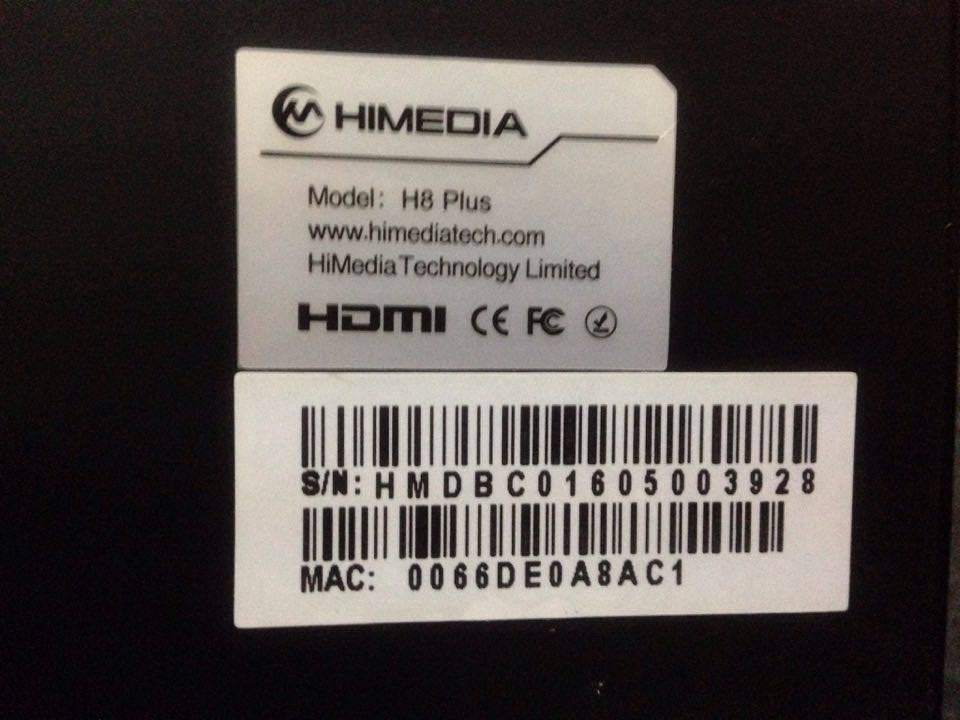 HIMEDIA
Model: H8 Plus
www.himediatech.com
HiMedia Technology Limited
HDMI CE FC
S/N: HMDBC01605003928
MAC: 0066DE0A8AC1